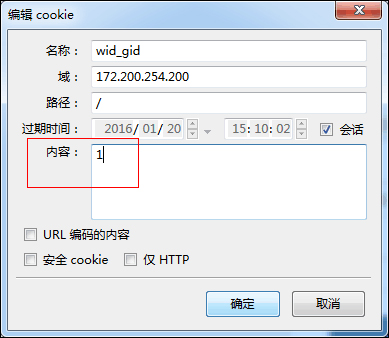 编辑 cookie
名称： wid_gid
域： 172.200.254.200
路径： /
过期时间： 2016/ 01/ 20 15: 10: 02 会话
内容： 1
URL 编码的内容
安全 cookie 仅 HTTP
确定 取消